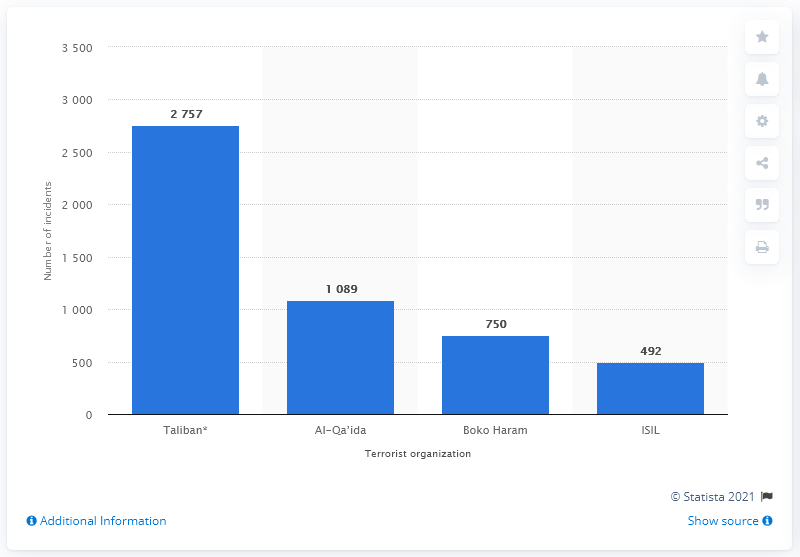 3 500
3 000
2 500
2 000
1 500
1 000
500
0
Number of incidents
2 757
1 089
750
492
Taliban*
Al-Qa'ida
Boko Haram
ISIL
Terrorist organization
© Statista 2021
Additional Information
Show source